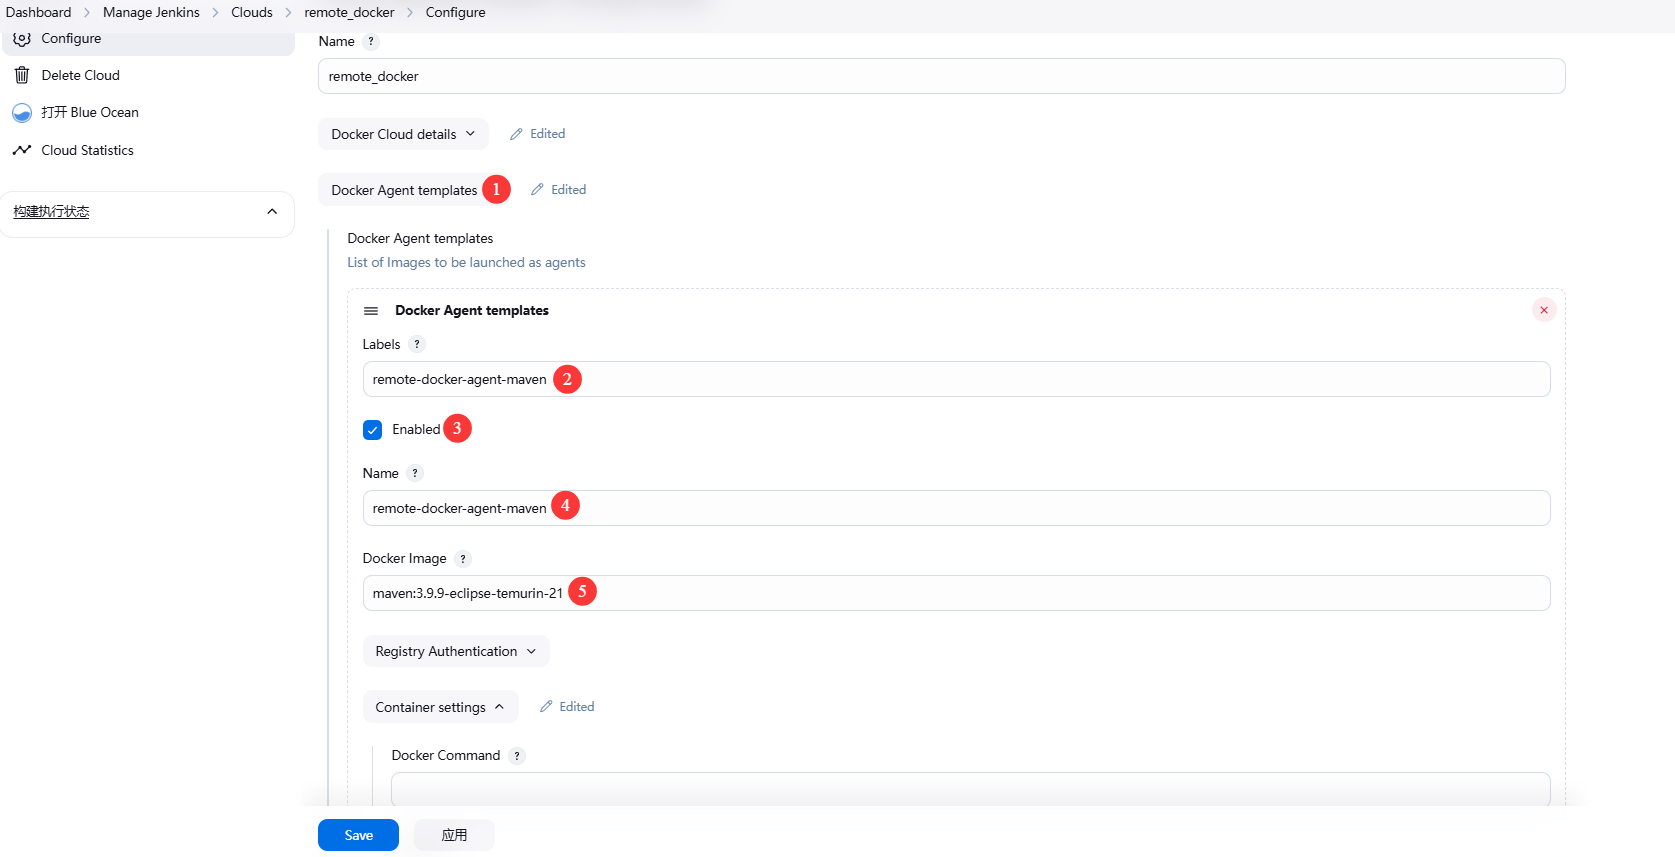 Dashboard > Manage Jenkins > Clouds > remote_docker > Configure
Configure
Delete Cloud
打开 Blue Ocean
Cloud Statistics
构建执行状态
Name ?
remote_docker
Docker Cloud details Edited
Docker Agent templates 1 Edited
Docker Agent templates
List of Images to be launched as agents
Docker Agent templates
Labels ?
remote-docker-agent-maven 2
Enabled 3
Name ?
remote-docker-agent-maven 4
Docker Image ?
maven:3.9.9-eclipse-temurin-21 5
Registry Authentication
Container settings Edited
Docker Command ?
Save 应用